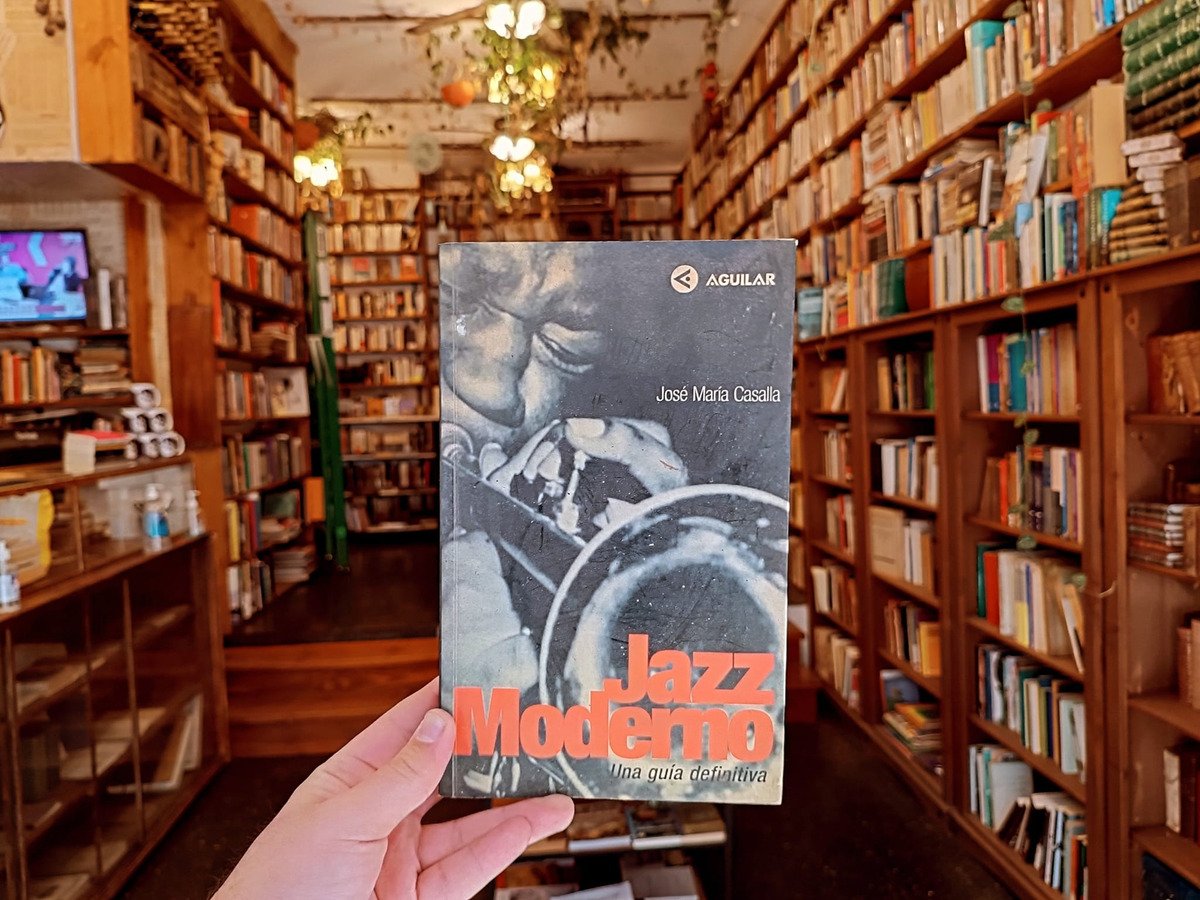 AGUILAR
José María Casalla
Jazz
Moderno
Una guía definitiva